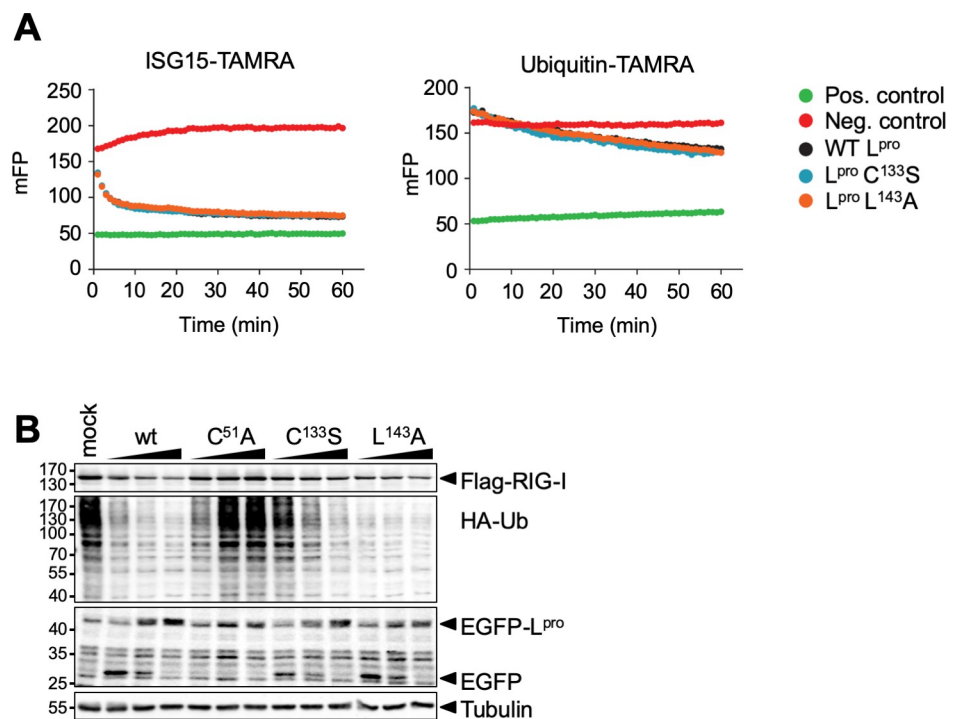 A
ISG15-TAMRA
Ubiquitin-TAMRA
250
200
150
100
50
0
mFP
0 10 20 30 40 50 60
Time (min)
200
150
100
50
0
mFP
0 10 20 30 40 50 60
Time (min)
Pos. control
Neg. control
WT Lᵖʳᵒ
Lᵖʳᵒ C¹³³S
Lᵖʳᵒ L¹⁴³A
B
mock
wt C⁵¹A C¹³³S L¹⁴³A
170
130
Flag-RIG-I
170
130
100
70
55
40
HA-Ub
40
35
25
EGFP-Lᵖʳᵒ
EGFP
55
Tubulin